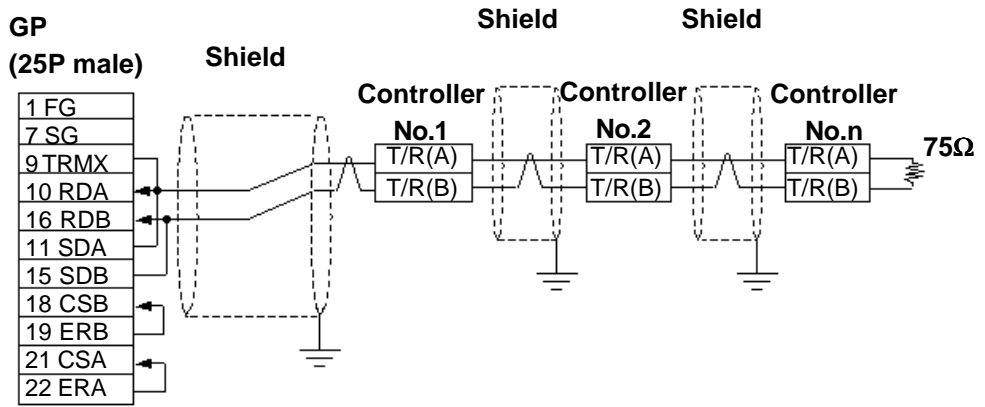 GP
(25P male)
Shield
Shield
Shield
1 FG
7 SG
9 TRMX
10 RDA
16 RDB
11 SDA
15 SDB
18 CSB
19 ERB
21 CSA
22 ERA
Controller
No.1
T/R(A)
T/R(B)
Controller
No.2
T/R(A)
T/R(B)
Controller
No.n
T/R(A)
T/R(B)
75Ω